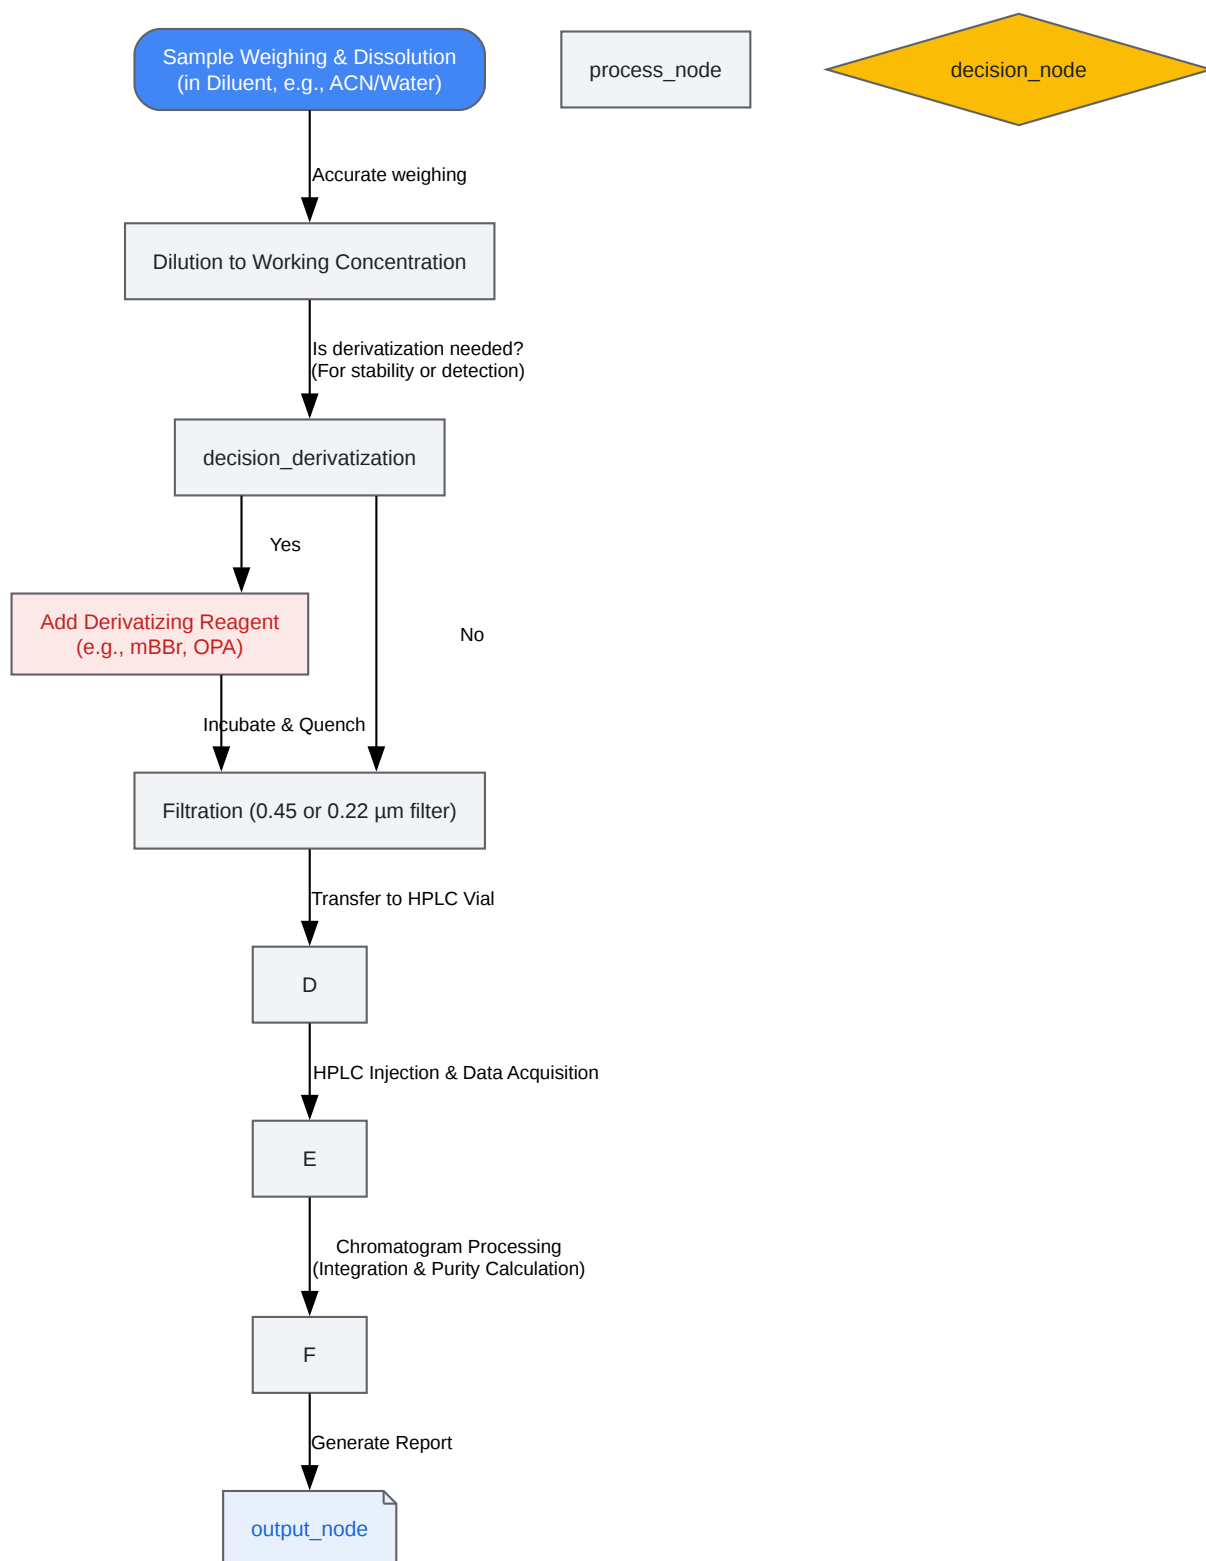 Sample Weighing & Dissolution
(in Diluent, e.g., ACN/Water)
process_node
decision_node
Accurate weighing
Dilution to Working Concentration
Is derivatization needed?
(For stability or detection)
decision_derivatization
Yes
Add Derivatizing Reagent
(e.g., mBBr, OPA)
No
Incubate & Quench
Filtration (0.45 or 0.22 µm filter)
Transfer to HPLC Vial
D
HPLC Injection & Data Acquisition
E
Chromatogram Processing
(Integration & Purity Calculation)
F
Generate Report
output_node